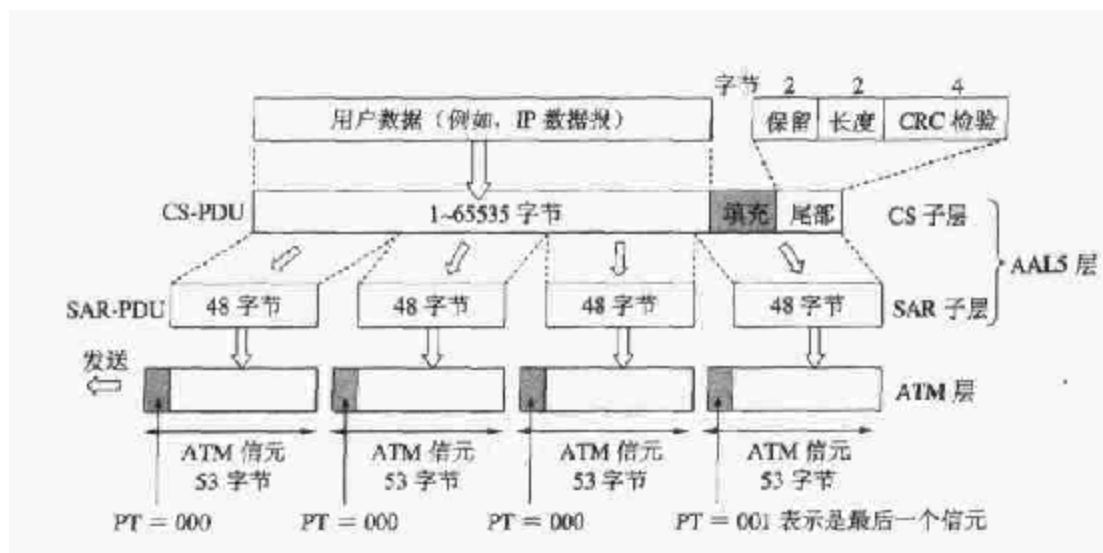 字节 2 2 4
用户数据（例如，IP 数据报）
保留 长度 CRC 检验
CS-PDU 1~65535 字节 填充 尾部 CS 子层
AAL5 层
SAR-PDU 48 字节 48 字节 48 字节 48 字节 SAR 子层
发送
ATM 层
ATM 信元 ATM 信元 ATM 信元 ATM 信元
53 字节 53 字节 53 字节 53 字节
PT = 000 PT = 000 PT = 000 PT = 001 表示是最后一个信元